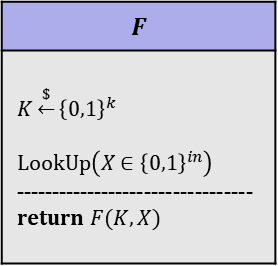 F
K ←$ {0,1}^k
LookUp(X ∈ {0,1}^in)
-----------------------------------
return F(K, X)